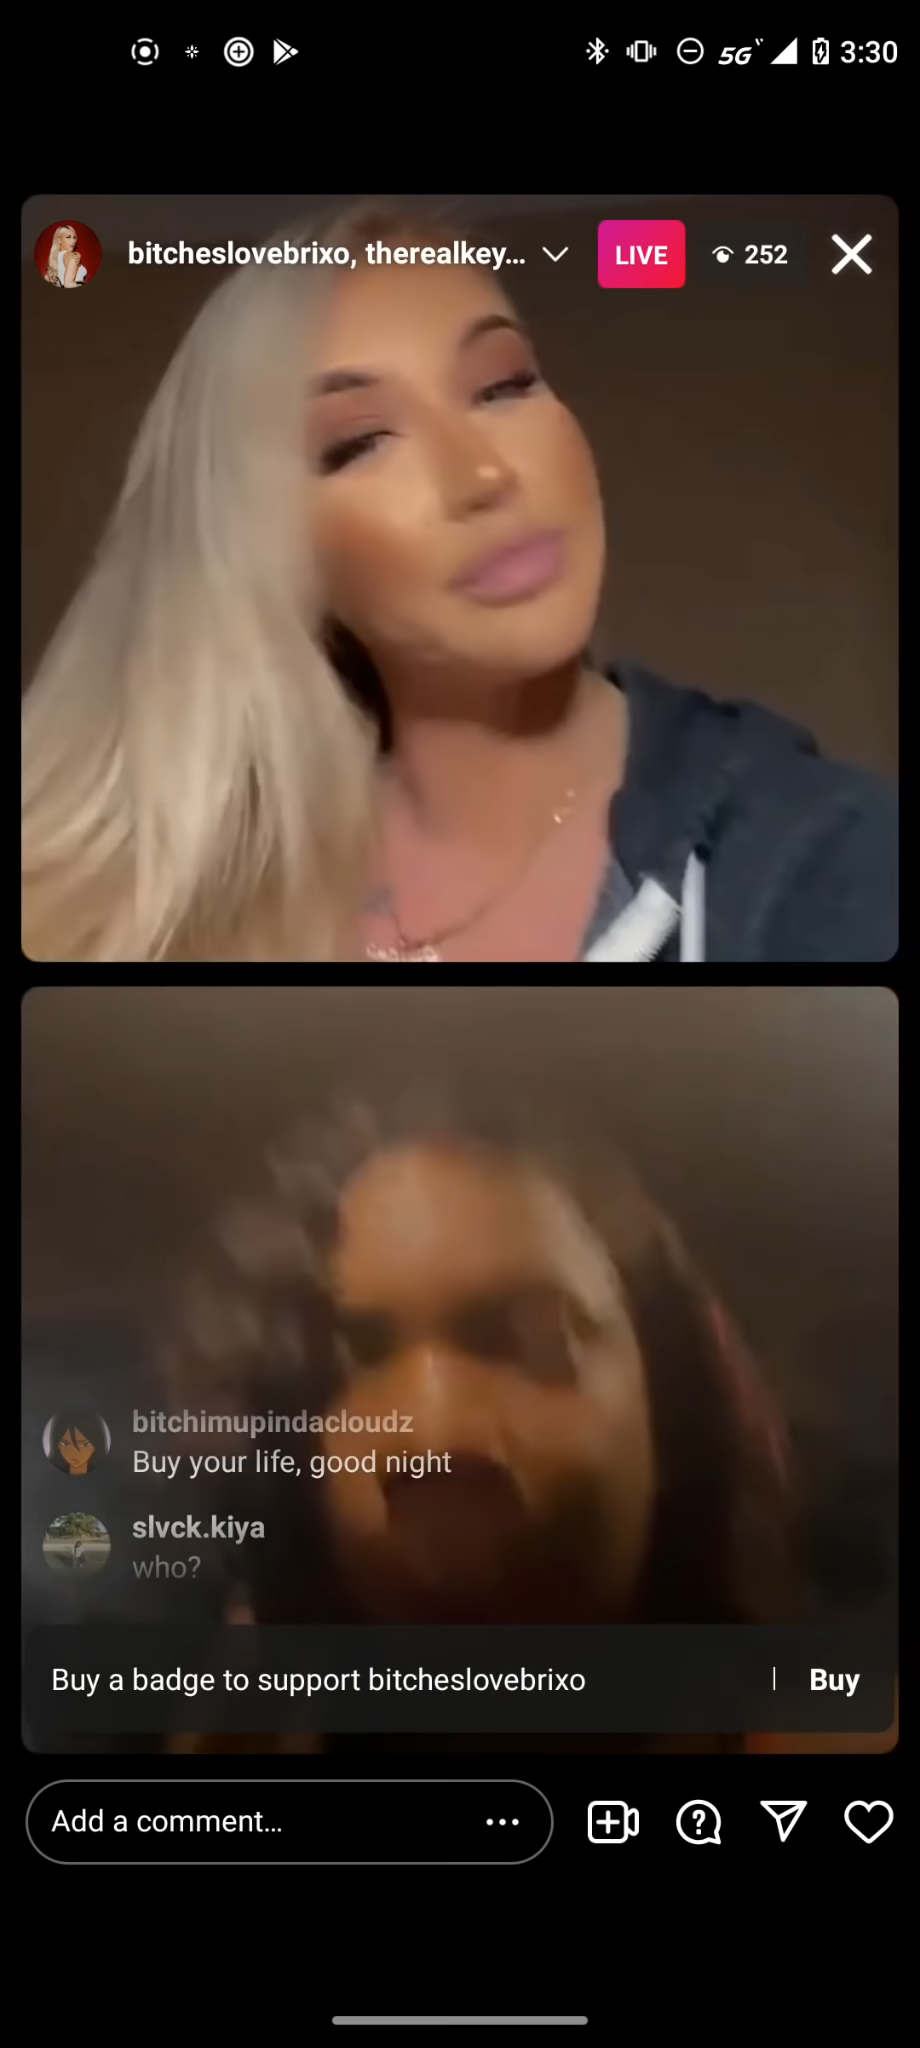 5G 3:30
bitcheslovebrixo, therealkey... LIVE 252
bitchimupindacloudz
Buy your life, good night
slvck.kiya
who?
Buy a badge to support bitcheslovebrixo | Buy
Add a comment...